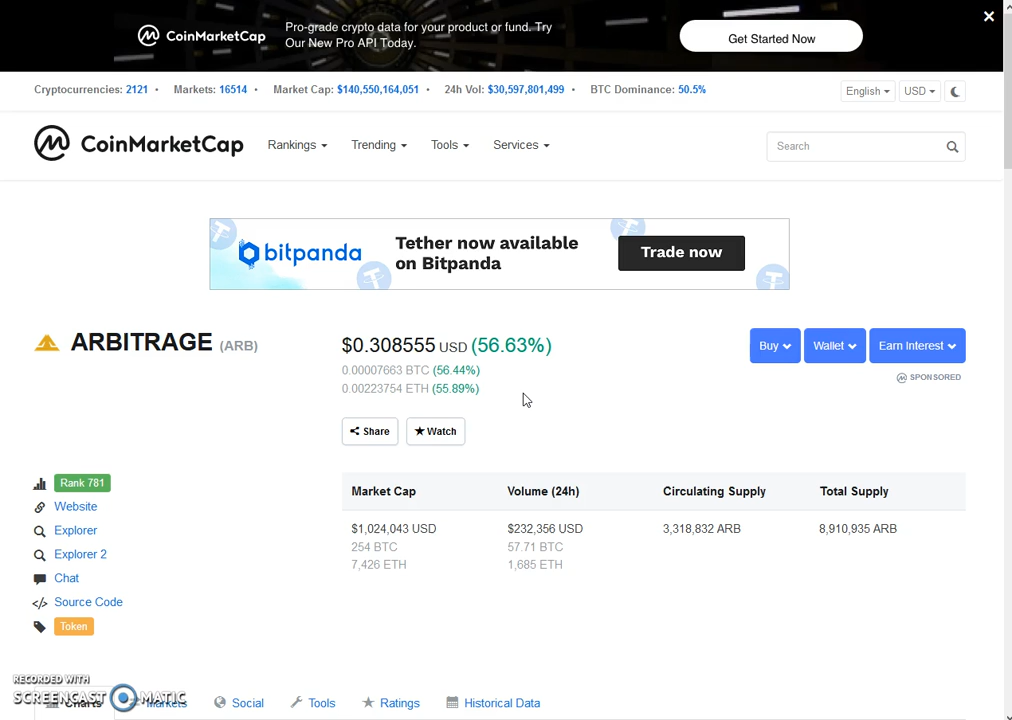 CoinMarketCap
Pro-grade crypto data for your product or fund. Try
Our New Pro API Today.
Get Started Now
Cryptocurrencies: 2121 • Markets: 16514 • Market Cap: $140,550,164,051 • 24h Vol: $30,597,801,499 • BTC Dominance: 50.5%
English USD
CoinMarketCap Rankings Trending Tools Services Search
bitpanda
Tether now available
on Bitpanda
Trade now
ARBITRAGE (ARB)
$0.308555 USD (56.63%)
0.00007663 BTC (56.44%)
0.00223754 ETH (55.89%)
Buy Wallet Earn Interest
SPONSORED
Share Watch
Rank 781
Website
Explorer
Explorer 2
Chat
Source Code
Token
Market Cap Volume (24h) Circulating Supply Total Supply
$1,024,043 USD $232,356 USD 3,318,832 ARB 8,910,935 ARB
254 BTC 57.71 BTC
7,426 ETH 1,685 ETH
RECORDED WITH
SCREENCAST MATIC
Charts Markets Social Tools Ratings Historical Data